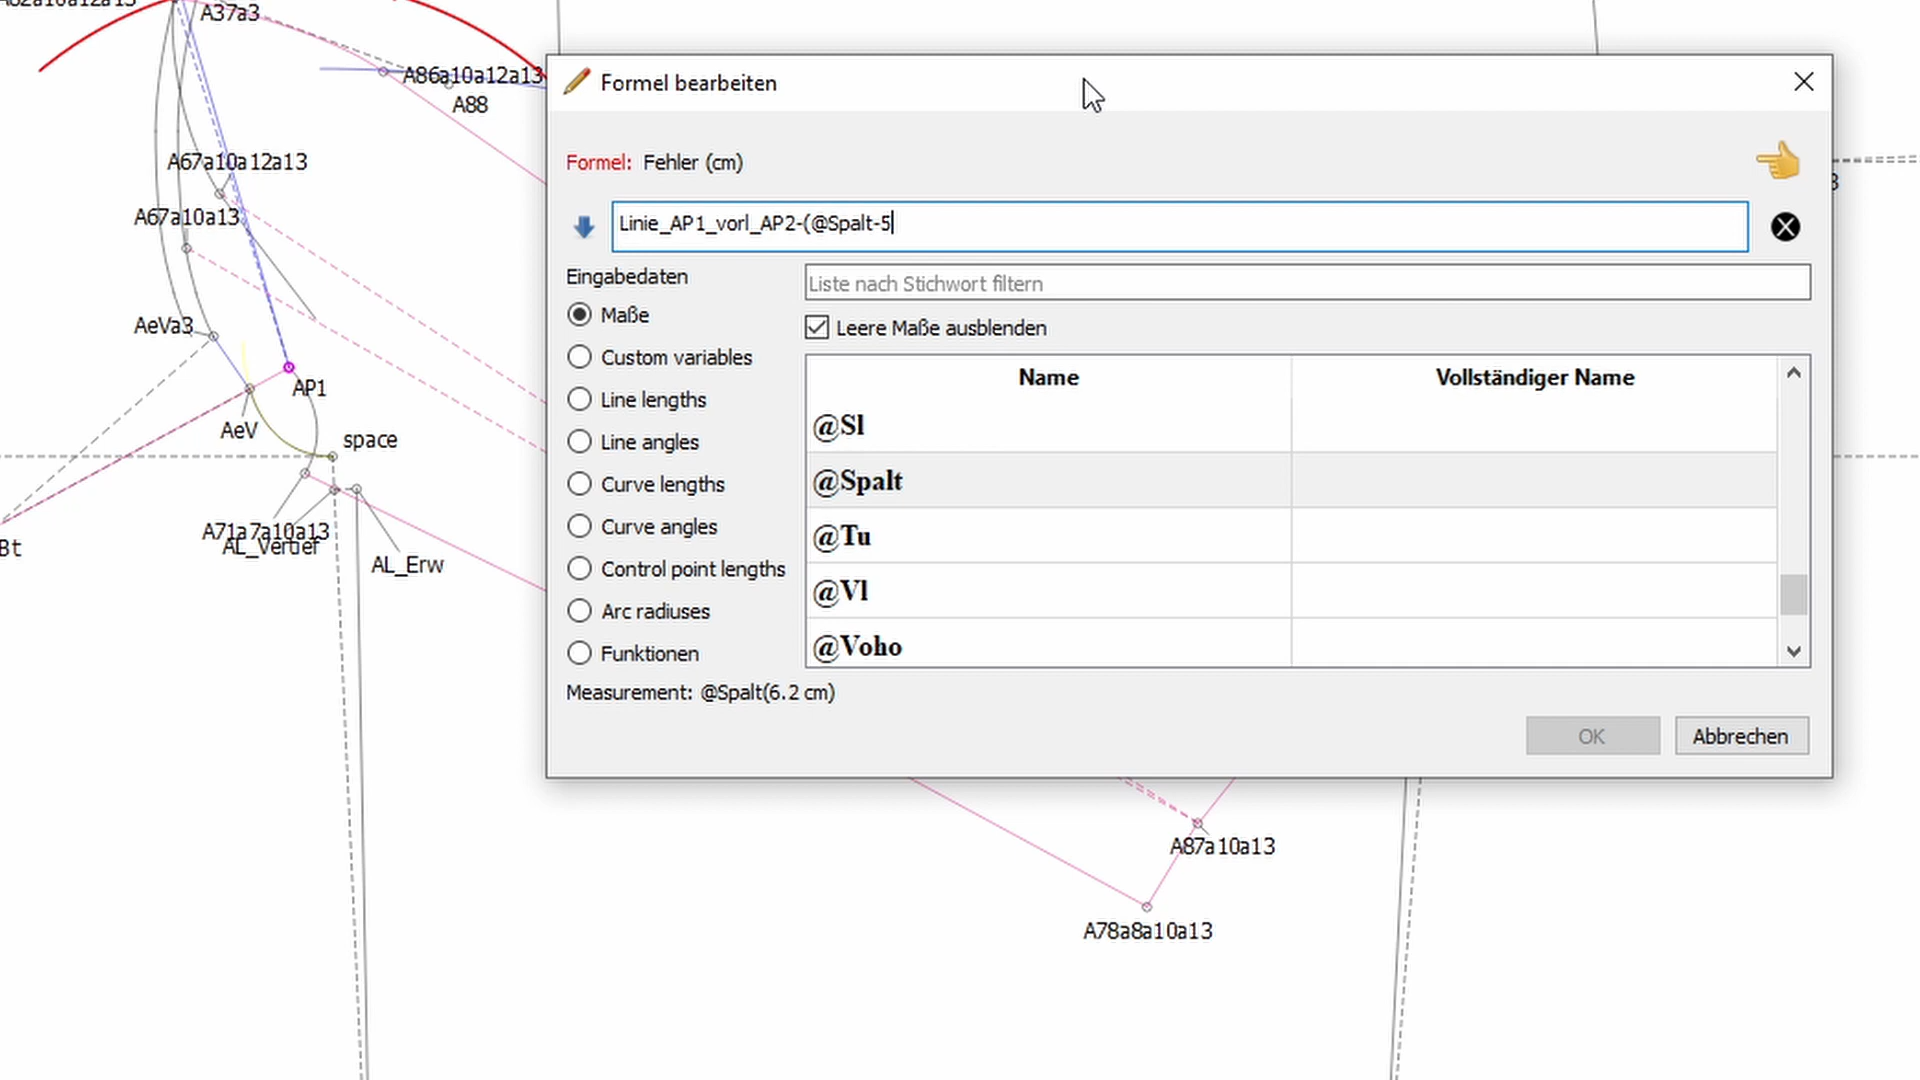 A37a3
A86a10a12a13
A88
A67a10a12a13
A67a10a13
AeVa3
AP1
AeV
space
A71a7a10a13
AL_Vertief
AL_Erw
Bt
Formel bearbeiten
Formel: Fehler (cm)
Linie_AP1_vorl_AP2-(@Spalt-5
Eingabedaten
Liste nach Stichwort filtern
Maße
Leere Maße ausblenden
Custom variables
Line lengths
Line angles
Curve lengths
Curve angles
Control point lengths
Arc radiuses
Funktionen
Name Vollständiger Name
@Sl
@Spalt
@Tu
@Vl
@Voho
Measurement: @Spalt(6.2 cm)
OK Abbrechen
A87a10a13
A78a8a10a13